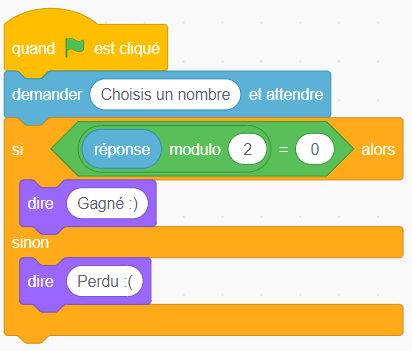 quand est cliqué
demander Choisis un nombre et attendre
si réponse modulo 2 = 0 alors
dire Gagné :)
sinon
dire Perdu :(